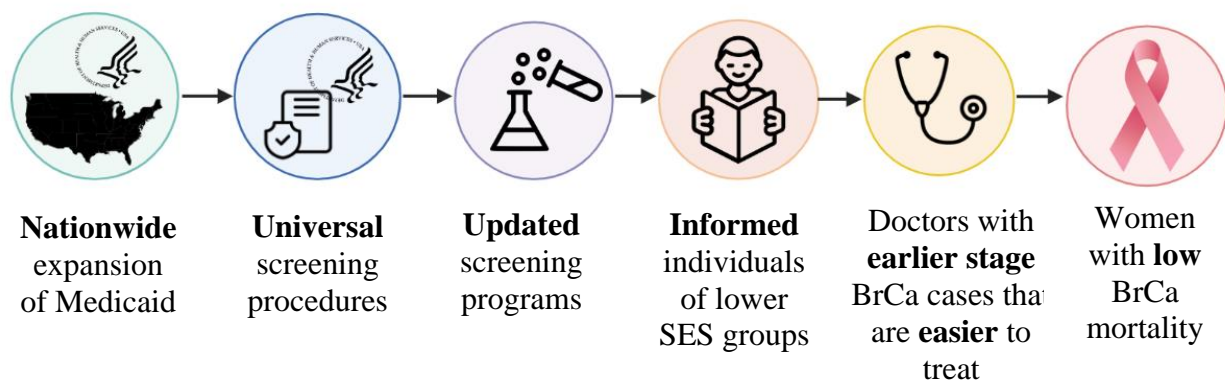 Nationwide
expansion
of Medicaid
Universal
screening
procedures
Updated
screening
programs
Informed
individuals
of lower
SES groups
Doctors with
earlier stage
BrCa cases tha
are easier to
treat
Women
with low
BrCa
mortality